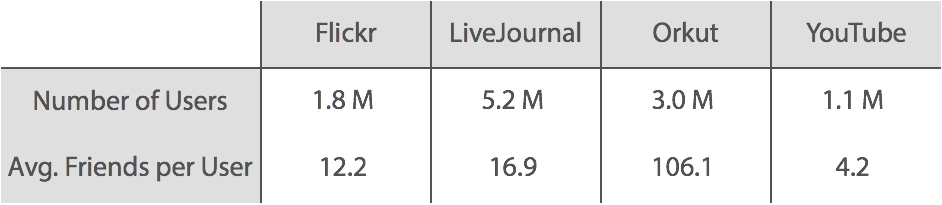 Flickr LiveJournal Orkut YouTube
Number of Users 1.8 M 5.2 M 3.0 M 1.1 M
Avg. Friends per User 12.2 16.9 106.1 4.2